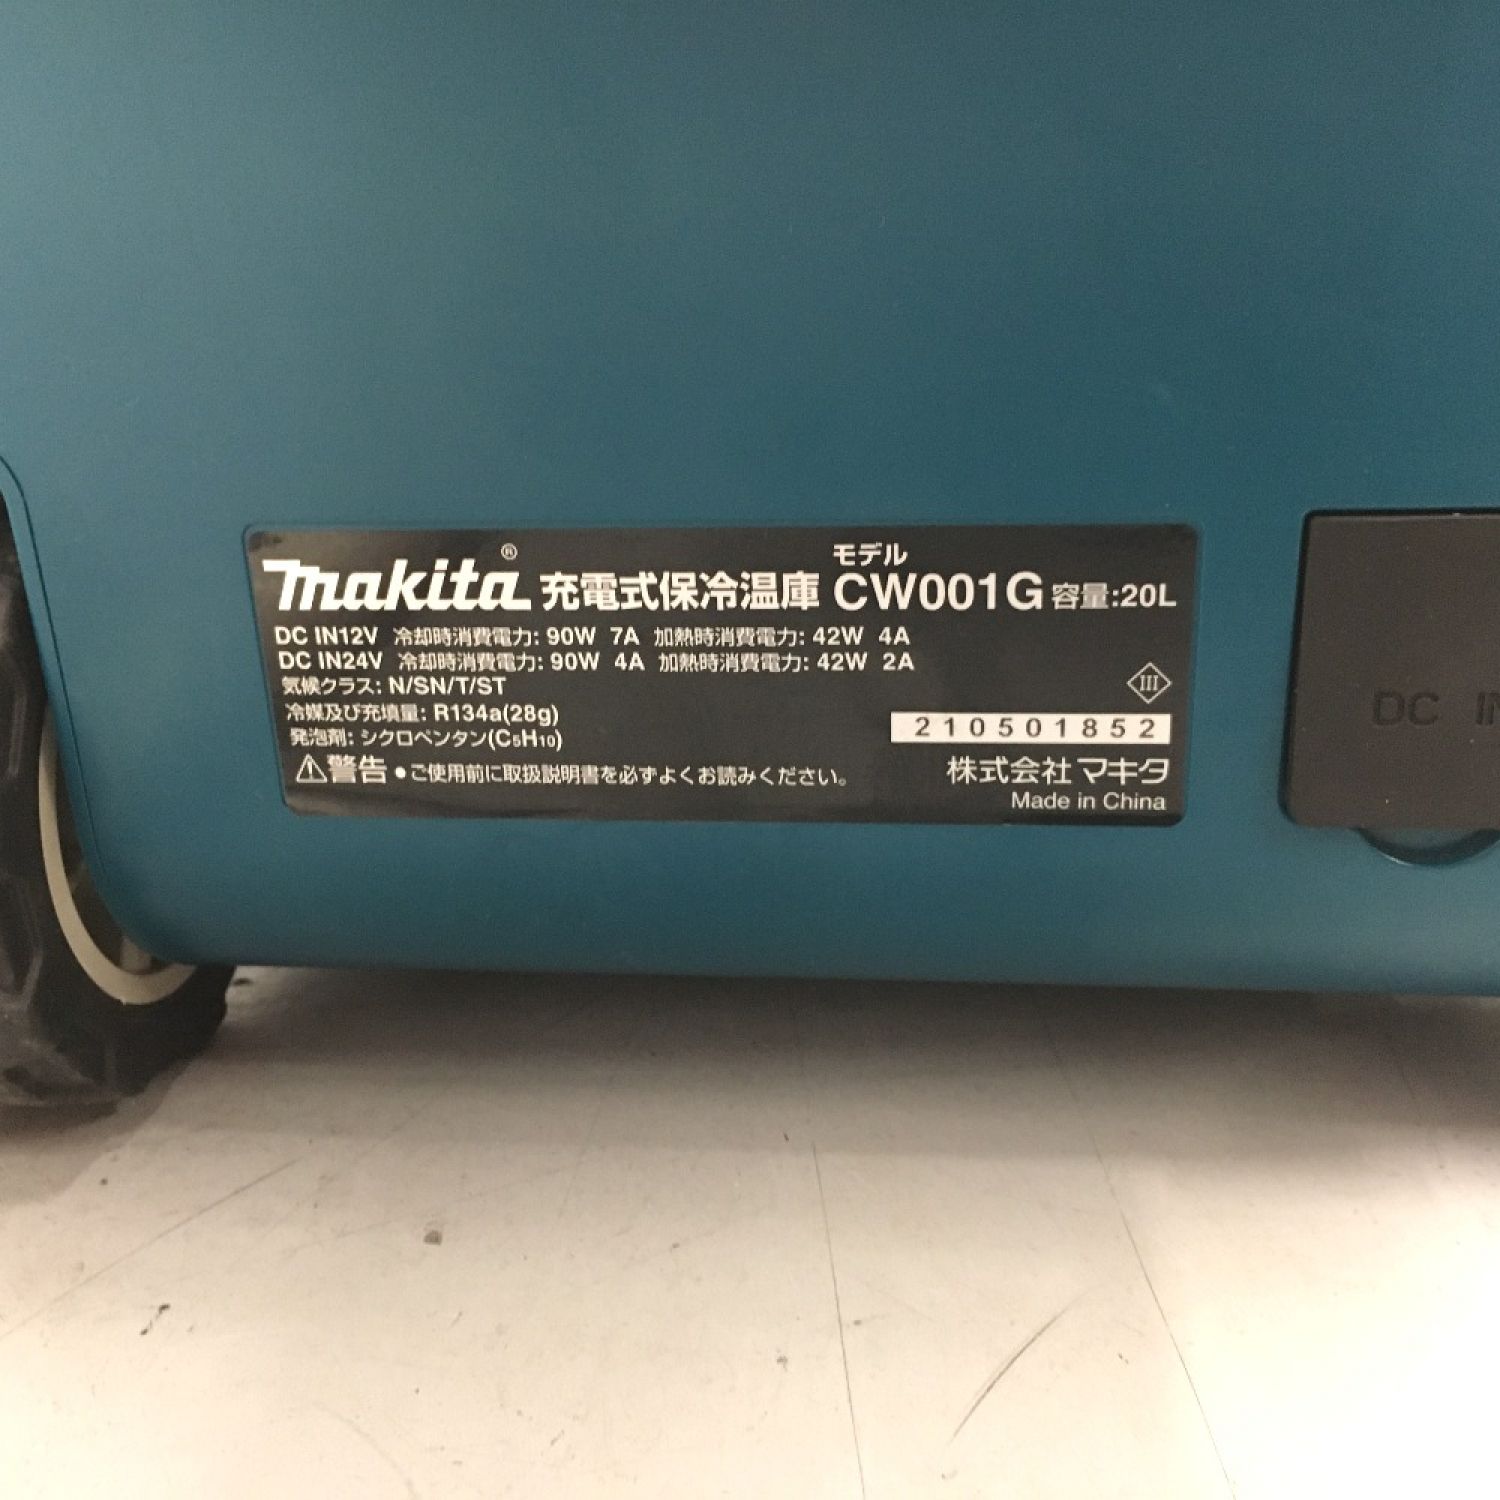 makita® 充電式保冷温庫 モデル CW001G 容量:20L
DC IN12V 冷却時消費電力: 90W 7A 加熱時消費電力: 42W 4A
DC IN24V 冷却時消費電力: 90W 4A 加熱時消費電力: 42W 2A
気候クラス: N/SN/T/ST
III
冷媒及び充填量: R134a(28g)
210501852
発泡剤: シクロペンタン(C₅H₁₀)
⚠警告 ●ご使用前に取扱説明書を必ずよくお読みください。
株式会社マキタ
Made in China
DC IN